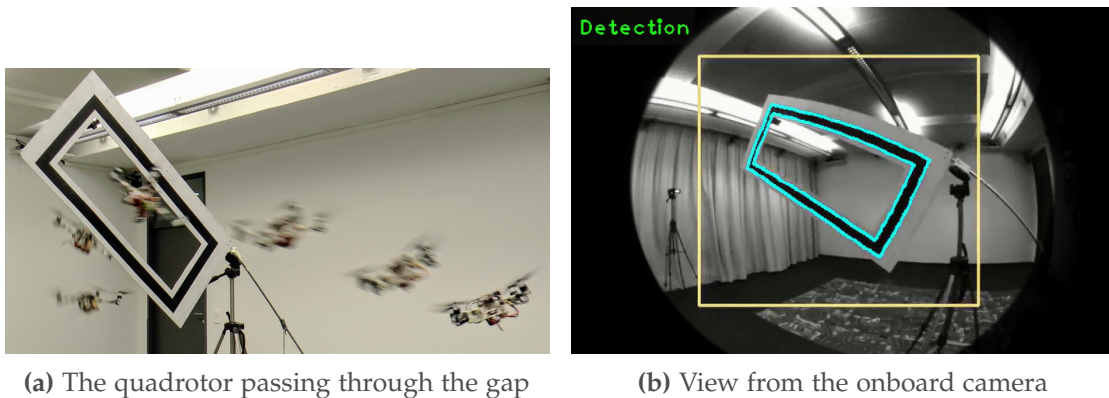 Detection
(a) The quadrotor passing through the gap
(b) View from the onboard camera